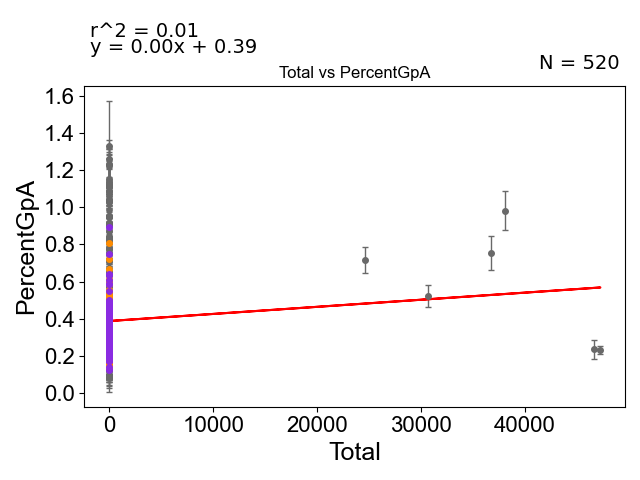 r^2 = 0.01
y = 0.00x + 0.39
N = 520
Total vs PercentGpA
1.6
1.4
1.2
1.0
0.8
0.6
0.4
0.2
0.0
PercentGpA
0 10000 20000 30000 40000
Total